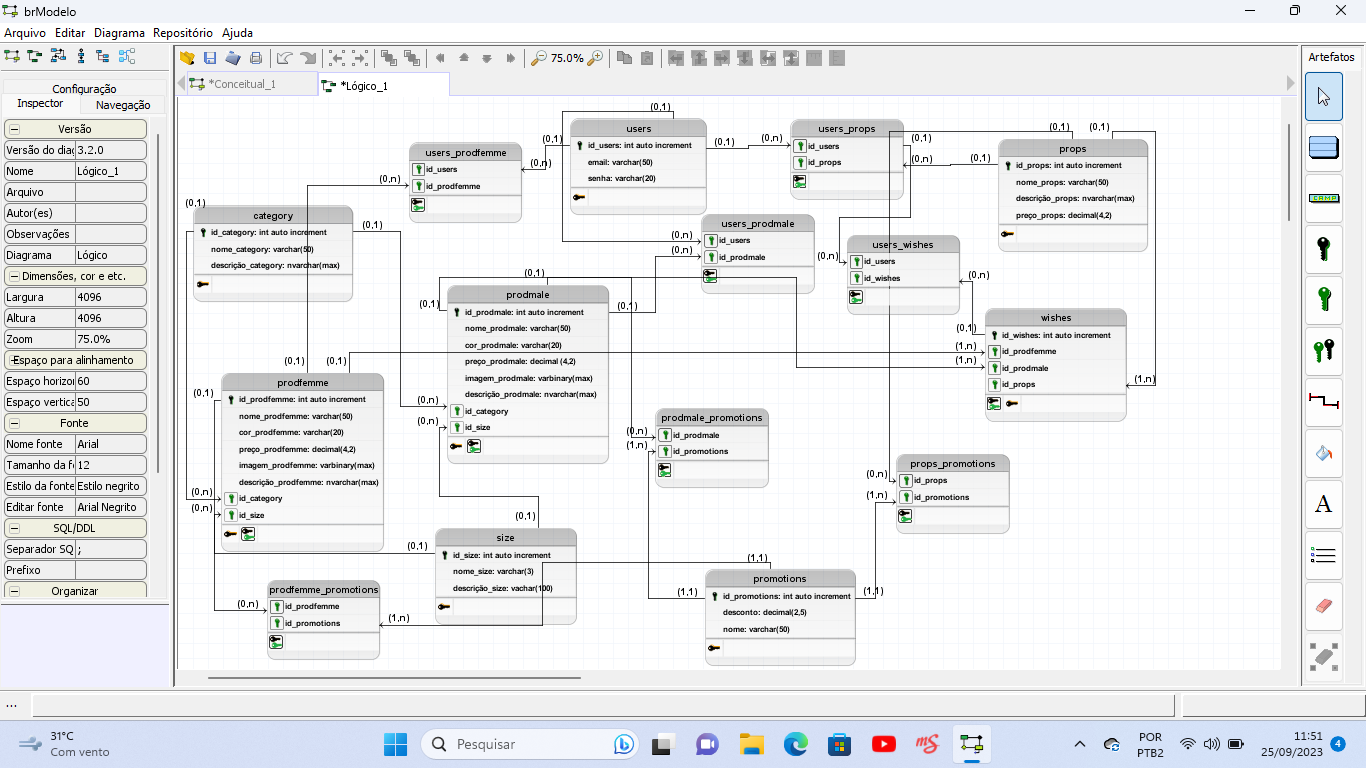 brModelo
Arquivo Editar Diagrama Repositório Ajuda
75.0%
Artefatos
*Conceitual_1
*Lógico_1
Configuração
Inspector
Navegação
Versão
Versão do diag 3.2.0
Nome Lógico_1
Arquivo
Autor(es)
Observações
Diagrama Lógico
Dimensões, cor e etc.
Largura 4096
Altura 4096
Zoom 75.0%
Espaço para alinhamento
Espaço horizo 60
Espaço vertica 50
Fonte
Nome fonte Arial
Tamanho da f 12
Estilo da fonte Estilo negrito
Editar fonte Arial Negrito
SQL/DDL
Separador SQ ;
Prefixo
Organizar
users
id_users: int auto increment
email: varchar(50)
senha: varchar(20)
(0,1)
(0,1)
(0,1)
users_props
id_users
id_props
(0,n)
(0,n)
(0,1)
props
id_props: int auto increment
nome_props: varchar(50)
descrição_props: nvarchar(max)
preço_props: decimal(4,2)
(0,1)
(0,1)
(0,1)
users_prodfemme
id_users
id_prodfemme
(0,n)
(0,n)
category
id_category: int auto increment
nome_category: varchar(50)
descrição_category: nvarchar(max)
(0,1)
(0,1)
users_prodmale
id_users
id_prodmale
(0,n)
(0,n)
users_wishes
id_users
id_wishes
(0,n)
(0,n)
prodmale
id_prodmale: int auto increment
nome_prodmale: varchar(50)
cor_prodmale: varchar(20)
preço_prodmale: decimal (4,2)
imagem_prodmale: varbinary(max)
descrição_prodmale: nvarchar(max)
id_category
id_size
(0,1)
(0,1)
(0,1)
(0,n)
(0,n)
wishes
id_wishes: int auto increment
id_prodfemme
id_prodmale
id_props
(0,1)
(1,n)
(1,n)
(1,n)
prodfemme
id_prodfemme: int auto increment
nome_prodfemme: varchar(50)
cor_prodfemme: varchar(20)
preço_prodfemme: decimal(4,2)
imagem_prodfemme: varbinary(max)
descrição_prodfemme: nvarchar(max)
id_category
id_size
(0,1)
(0,1)
(0,1)
(0,n)
(0,n)
prodmale_promotions
id_prodmale
id_promotions
(0,n)
(1,n)
props_promotions
id_props
id_promotions
(0,n)
(1,n)
size
id_size: int auto increment
nome_size: varchar(3)
descrição_size: vachar(100)
(0,1)
(0,1)
prodfemme_promotions
id_prodfemme
id_promotions
(0,n)
(1,n)
promotions
id_promotions: int auto increment
desconto: decimal(2,5)
nome: varchar(50)
(1,1)
(1,1)
(1,1)
CAMP
A
...
31°C
Com vento
Pesquisar
mS
POR
PTB2
11:51
25/09/2023
4